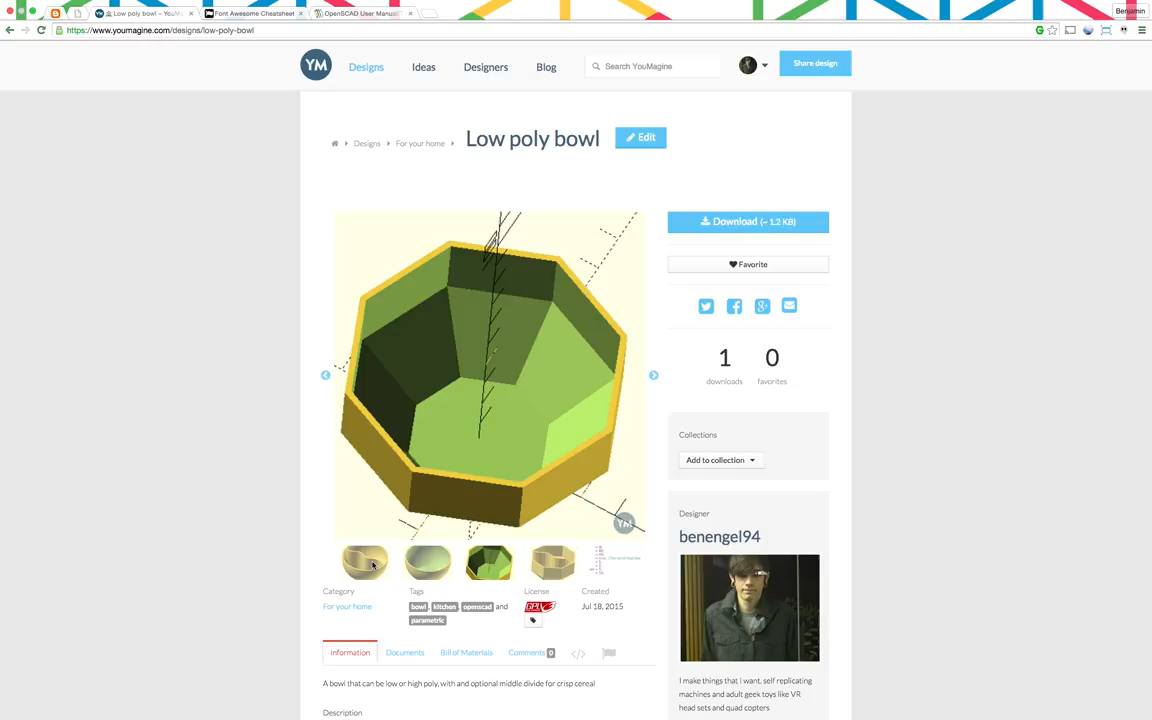 Benjamin
Low poly bowl – YouM
Font Awesome Cheatsheet
OpenSCAD User Manual
https://www.youmagine.com/designs/low-poly-bowl
YM
Designs
Ideas
Designers
Blog
Search YouMagine
Share design
Designs
For your home
Low poly bowl
Edit
Download (~ 1.2 KB)
Favorite
1
0
downloads
favorites
Collections
Add to collection
YM
Designer
benengel94
Category
Tags
License
Created
For your home
bowl , kitchen , openscad and
parametric
GPLv3
Jul 18, 2015
Information
Documents
Bill of Materials
Comments 0
</>
A bowl that can be low or high poly, with and optional middle divide for crisp cereal
Description
I make things that I want, self replicating
machines and adult geek toys like VR
head sets and quad copters